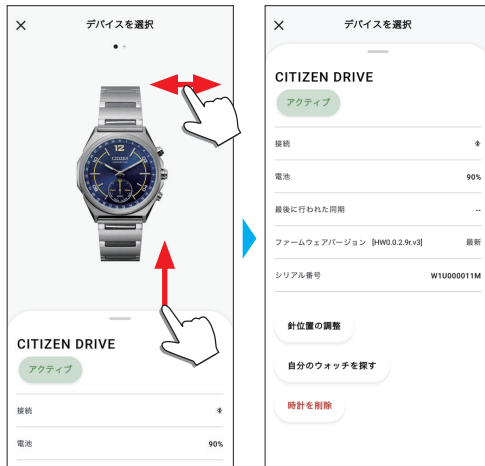 デバイスを選択
12
CITIZEN
CITIZEN DRIVE
アクティブ
接続
電池 90%
デバイスを選択
CITIZEN DRIVE
アクティブ
接続
電池 90%
最後に行われた同期 --
ファームウェアバージョン [HW0.0.2.9r.v3] 最新
シリアル番号 W1U000011M
針位置の調整
自分のウォッチを探す
時計を削除